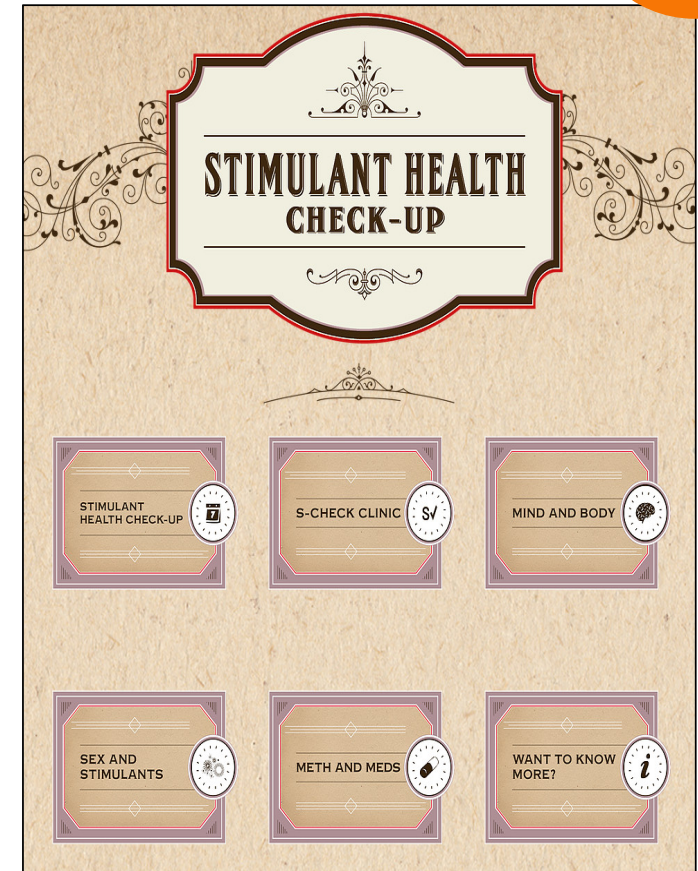 STIMULANT HEALTH
CHECK-UP
STIMULANT
HEALTH CHECK-UP
7
S-CHECK CLINIC
S✓
MIND AND BODY
SEX AND
STIMULANTS
METH AND MEDS
WANT TO KNOW
MORE?
i